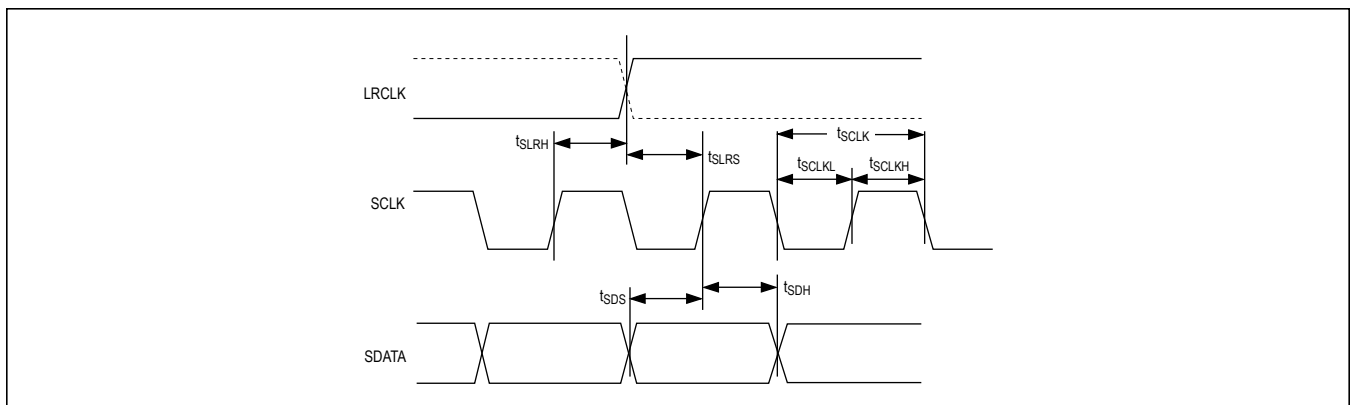 LRCLK
tSCLK
tSLRH
tSLRS
tSCLKL
tSCLKH
SCLK
tSDS
tSDH
SDATA